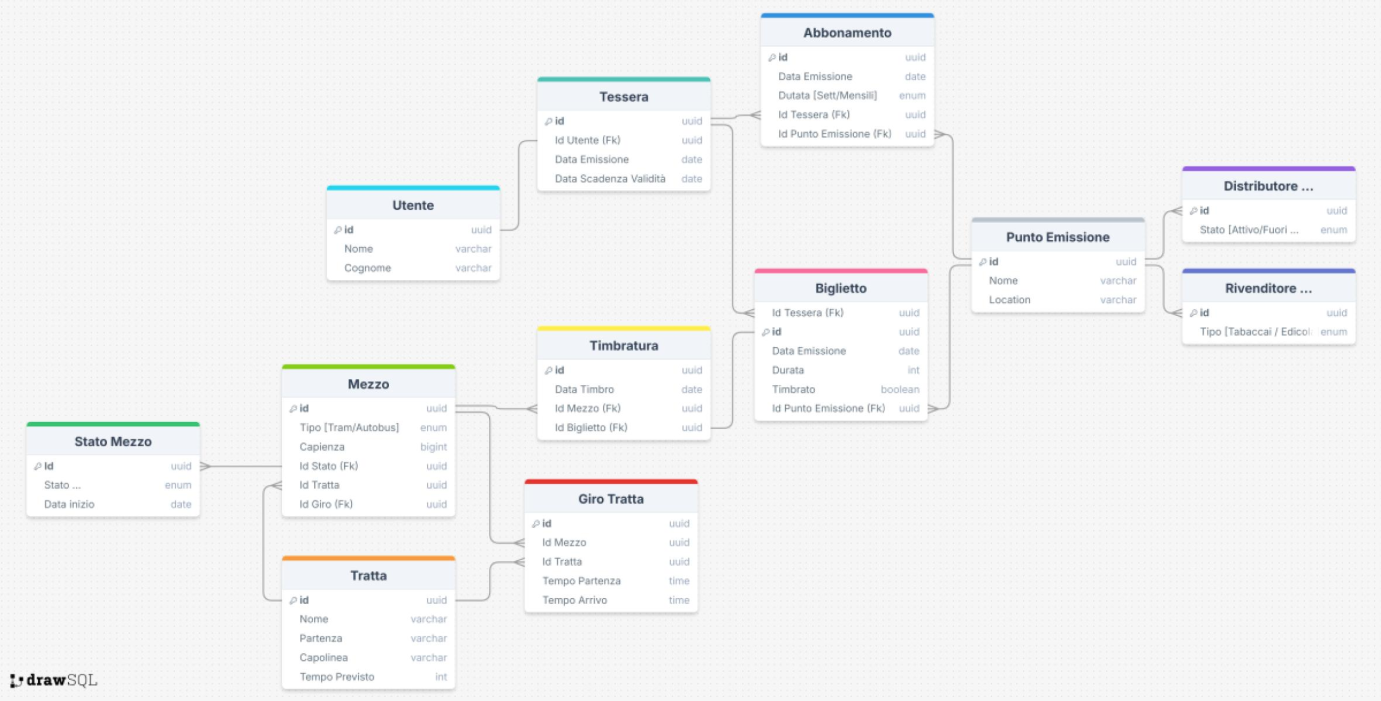 Abbonamento
id uuid
Data Emissione date
Dutata [Sett/Mensili] enum
Id Tessera (Fk) uuid
Id Punto Emissione (Fk) uuid
Tessera
id uuid
Id Utente (Fk) uuid
Data Emissione date
Data Scadenza Validità date
Utente
id uuid
Nome varchar
Cognome varchar
Distributore ...
id uuid
Stato [Attivo/Fuori ... enum
Punto Emissione
id uuid
Nome varchar
Location varchar
Rivenditore ...
id uuid
Tipo [Tabaccai / Edicol enum
Biglietto
Id Tessera (Fk) uuid
id uuid
Data Emissione date
Durata int
Timbrato boolean
Id Punto Emissione (Fk) uuid
Timbratura
id uuid
Data Timbro date
Id Mezzo (Fk) uuid
Id Biglietto (Fk) uuid
Mezzo
id uuid
Tipo [Tram/Autobus] enum
Capienza bigint
Id Stato (Fk) uuid
Id Tratta uuid
Id Giro (Fk) uuid
Stato Mezzo
Id uuid
Stato ... enum
Data inizio date
Giro Tratta
id uuid
Id Mezzo uuid
Id Tratta uuid
Tempo Partenza time
Tempo Arrivo time
Tratta
id uuid
Nome varchar
Partenza varchar
Capolinea varchar
Tempo Previsto int
drawSQL